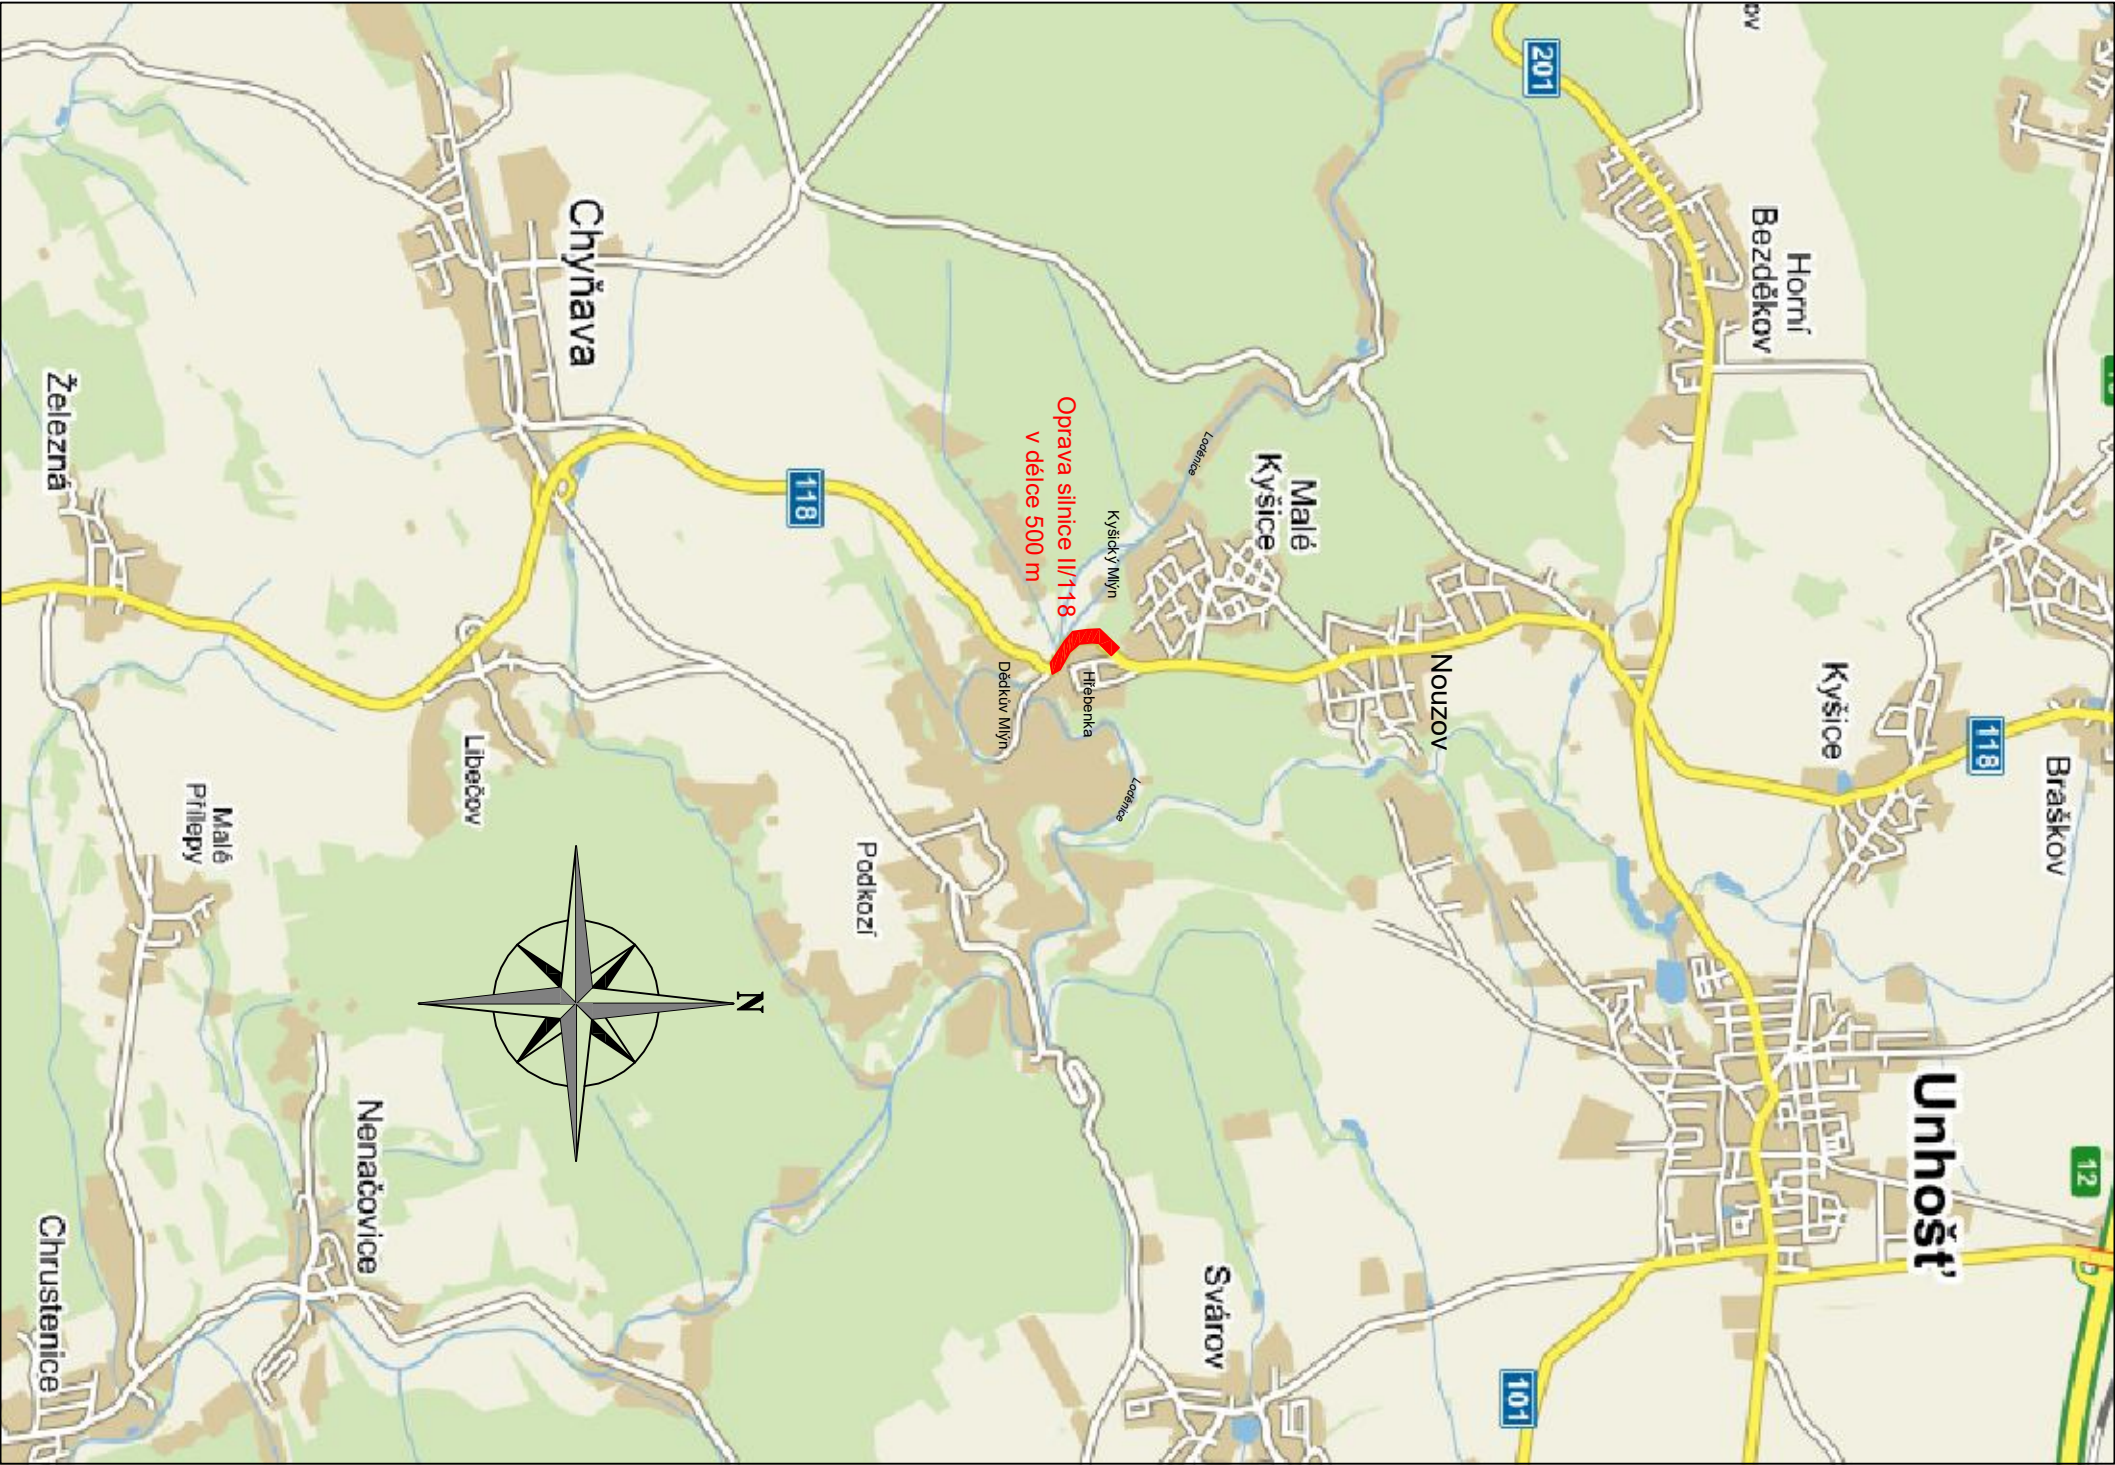 Braškov
12
118
Kyšice
Unhošť
Horní
Bezděkov
201
Nouzov
101
Malé
Kyšice
Svárov
Loděnice
Kyšický Mlýn
Loděnice
Hřebenka
Oprava silnice II/118
v délce 500 m
Dědkův Mlýn
Podkozí
118
N
Chyňava
Libečov
Nenačovice
Malé
Přílepy
Železná
Chrustenice